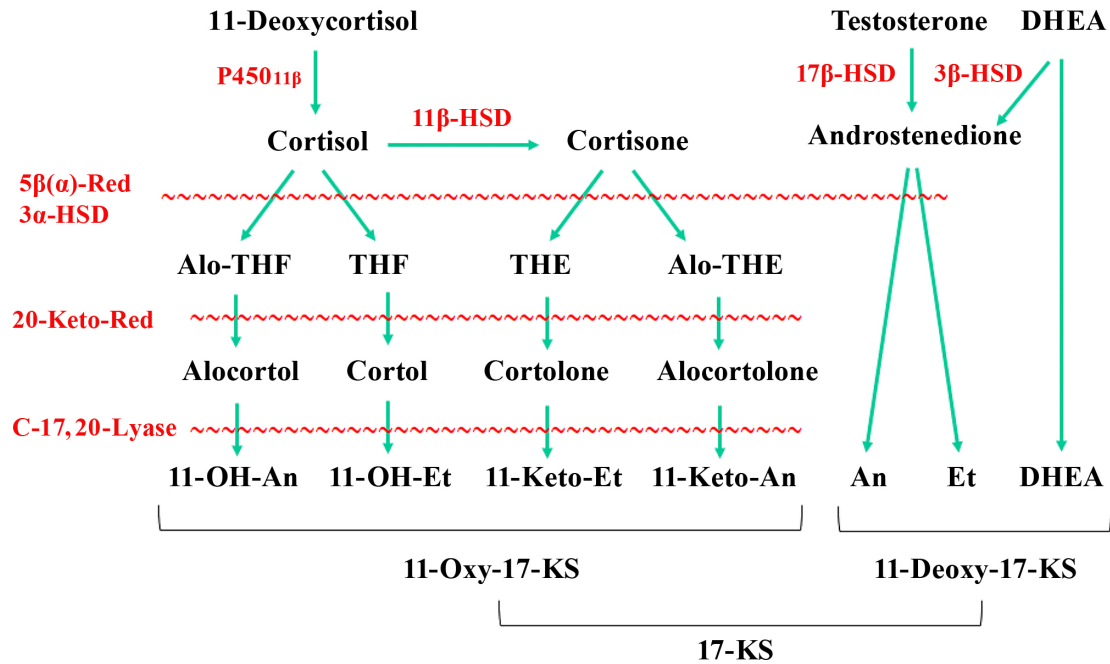 11-Deoxycortisol
Testosterone
DHEA
P450₁₁β
17β-HSD
3β-HSD
11β-HSD
Cortisol
Cortisone
Androstenedione
5β(α)-Red
3α-HSD
Alo-THF
THF
THE
Alo-THE
20-Keto-Red
Alocortol
Cortol
Cortolone
Alocortolone
C-17,20-Lyase
11-OH-An
11-OH-Et
11-Keto-Et
11-Keto-An
An
Et
DHEA
11-Oxy-17-KS
11-Deoxy-17-KS
17-KS